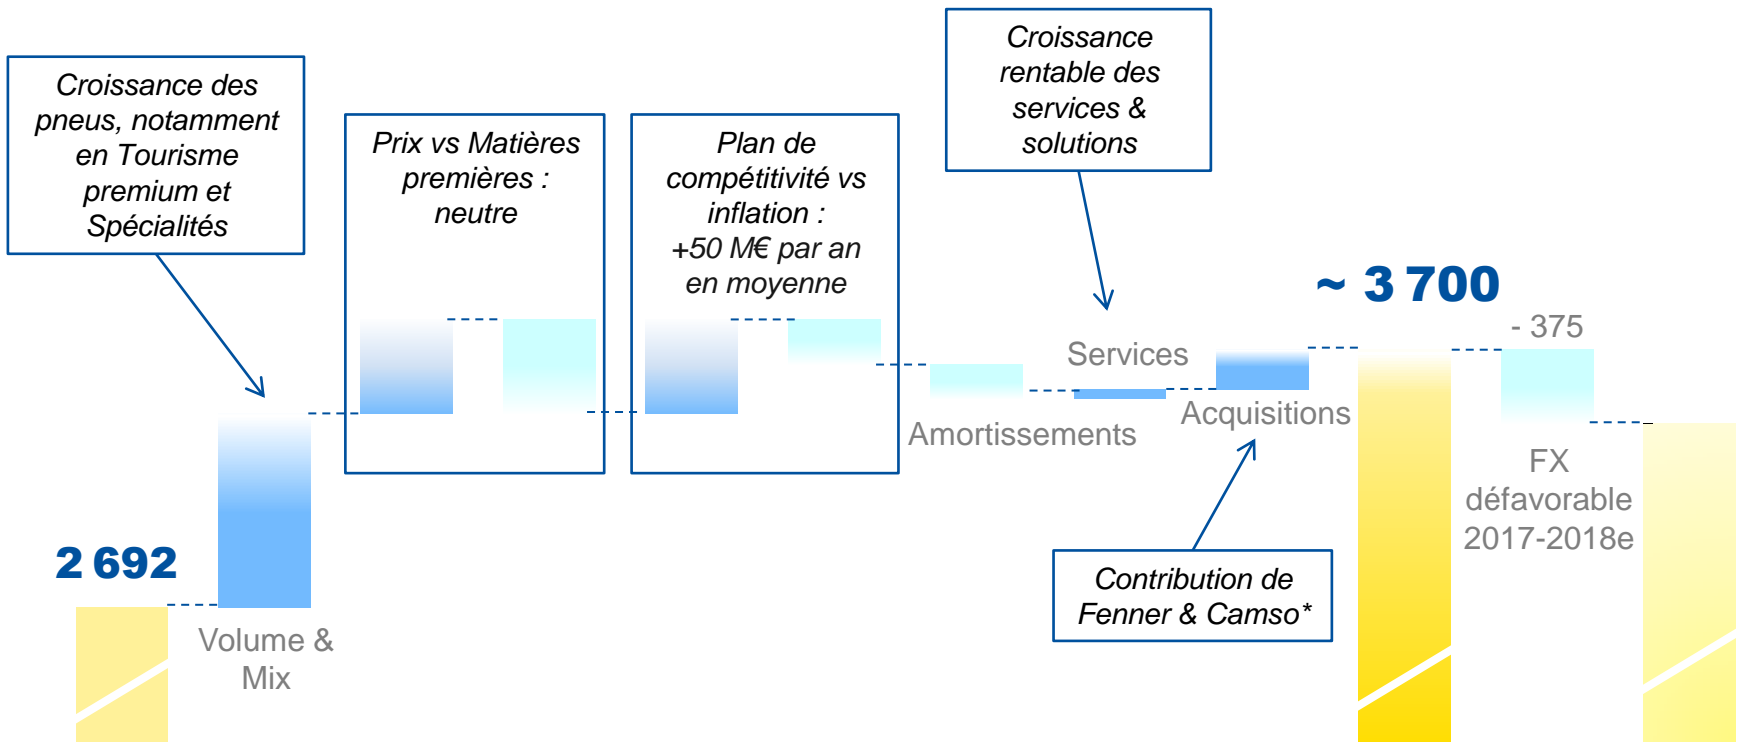 Croissance des
pneus, notamment
en Tourisme
premium et
Spécialités
Prix vs Matières
premières :
neutre
Plan de
compétitivité vs
inflation :
+50 M€ par an
en moyenne
Croissance
rentable des
services &
solutions
2 692
Volume &
Mix
Amortissements
Services
Acquisitions
Contribution de
Fenner & Camso*
~ 3 700
- 375
FX
défavorable
2017-2018e